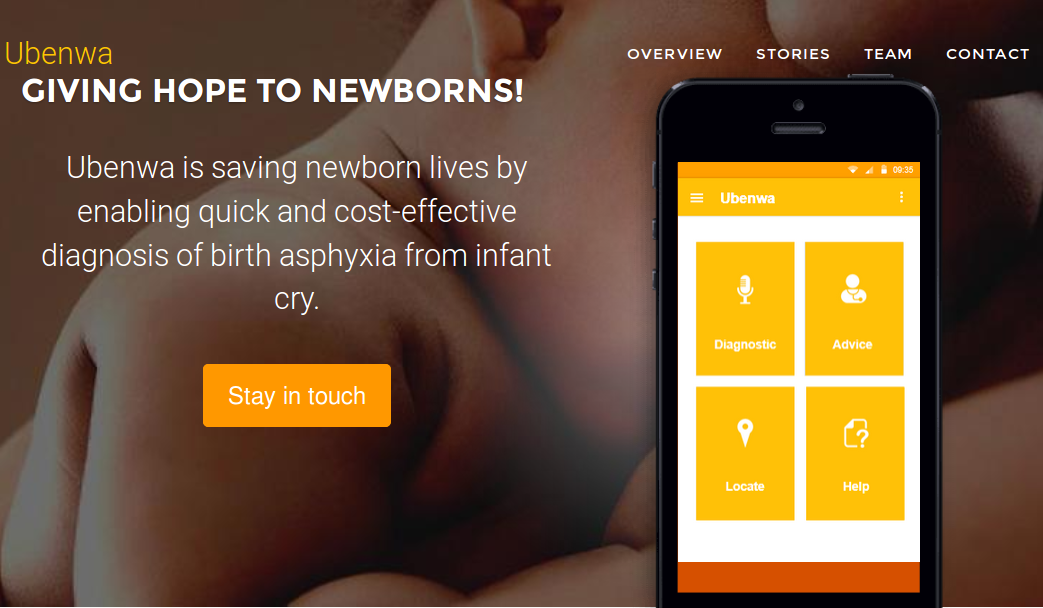 Ubenwa
OVERVIEW STORIES TEAM CONTACT
GIVING HOPE TO NEWBORNS!
Ubenwa is saving newborn lives by
enabling quick and cost-effective
diagnosis of birth asphyxia from infant
cry.
Stay in touch
09:35
Ubenwa
Diagnostic Advice
Locate Help